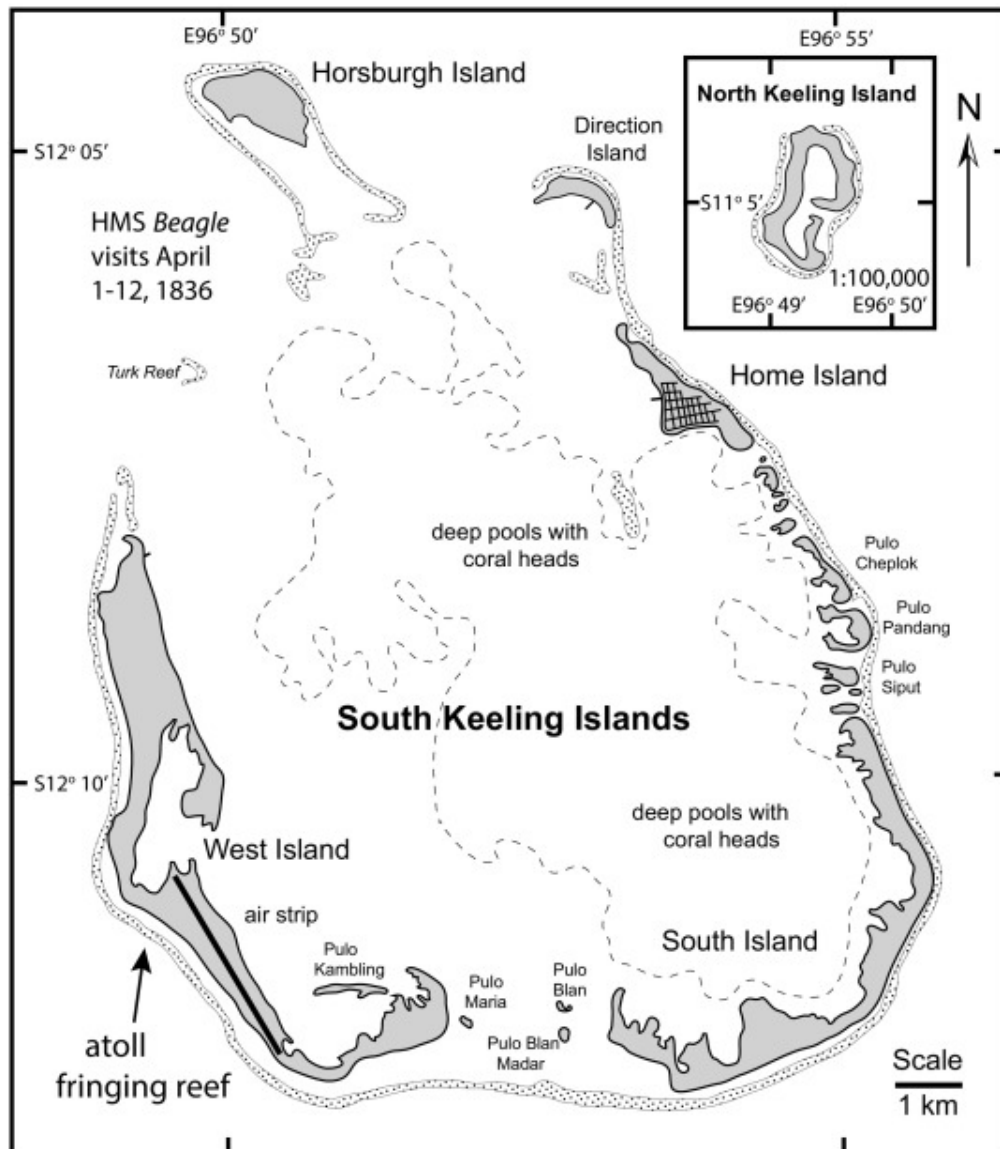 E96° 50'
E96° 55'
Horsburgh Island
North Keeling Island
N
Direction
Island
S12° 05'
S11° 5'
HMS Beagle
visits April
1-12, 1836
1:100,000
E96° 49'
E96° 50'
Turk Reef
Home Island
deep pools with
coral heads
Pulo
Cheplok
Pulo
Pandang
Pulo
Siput
South Keeling Islands
S12° 10'
deep pools with
coral heads
West Island
air strip
South Island
Pulo
Kambling
Pulo
Maria
Pulo
Blan
Pulo Blan
Madar
atoll
fringing reef
Scale
1 km